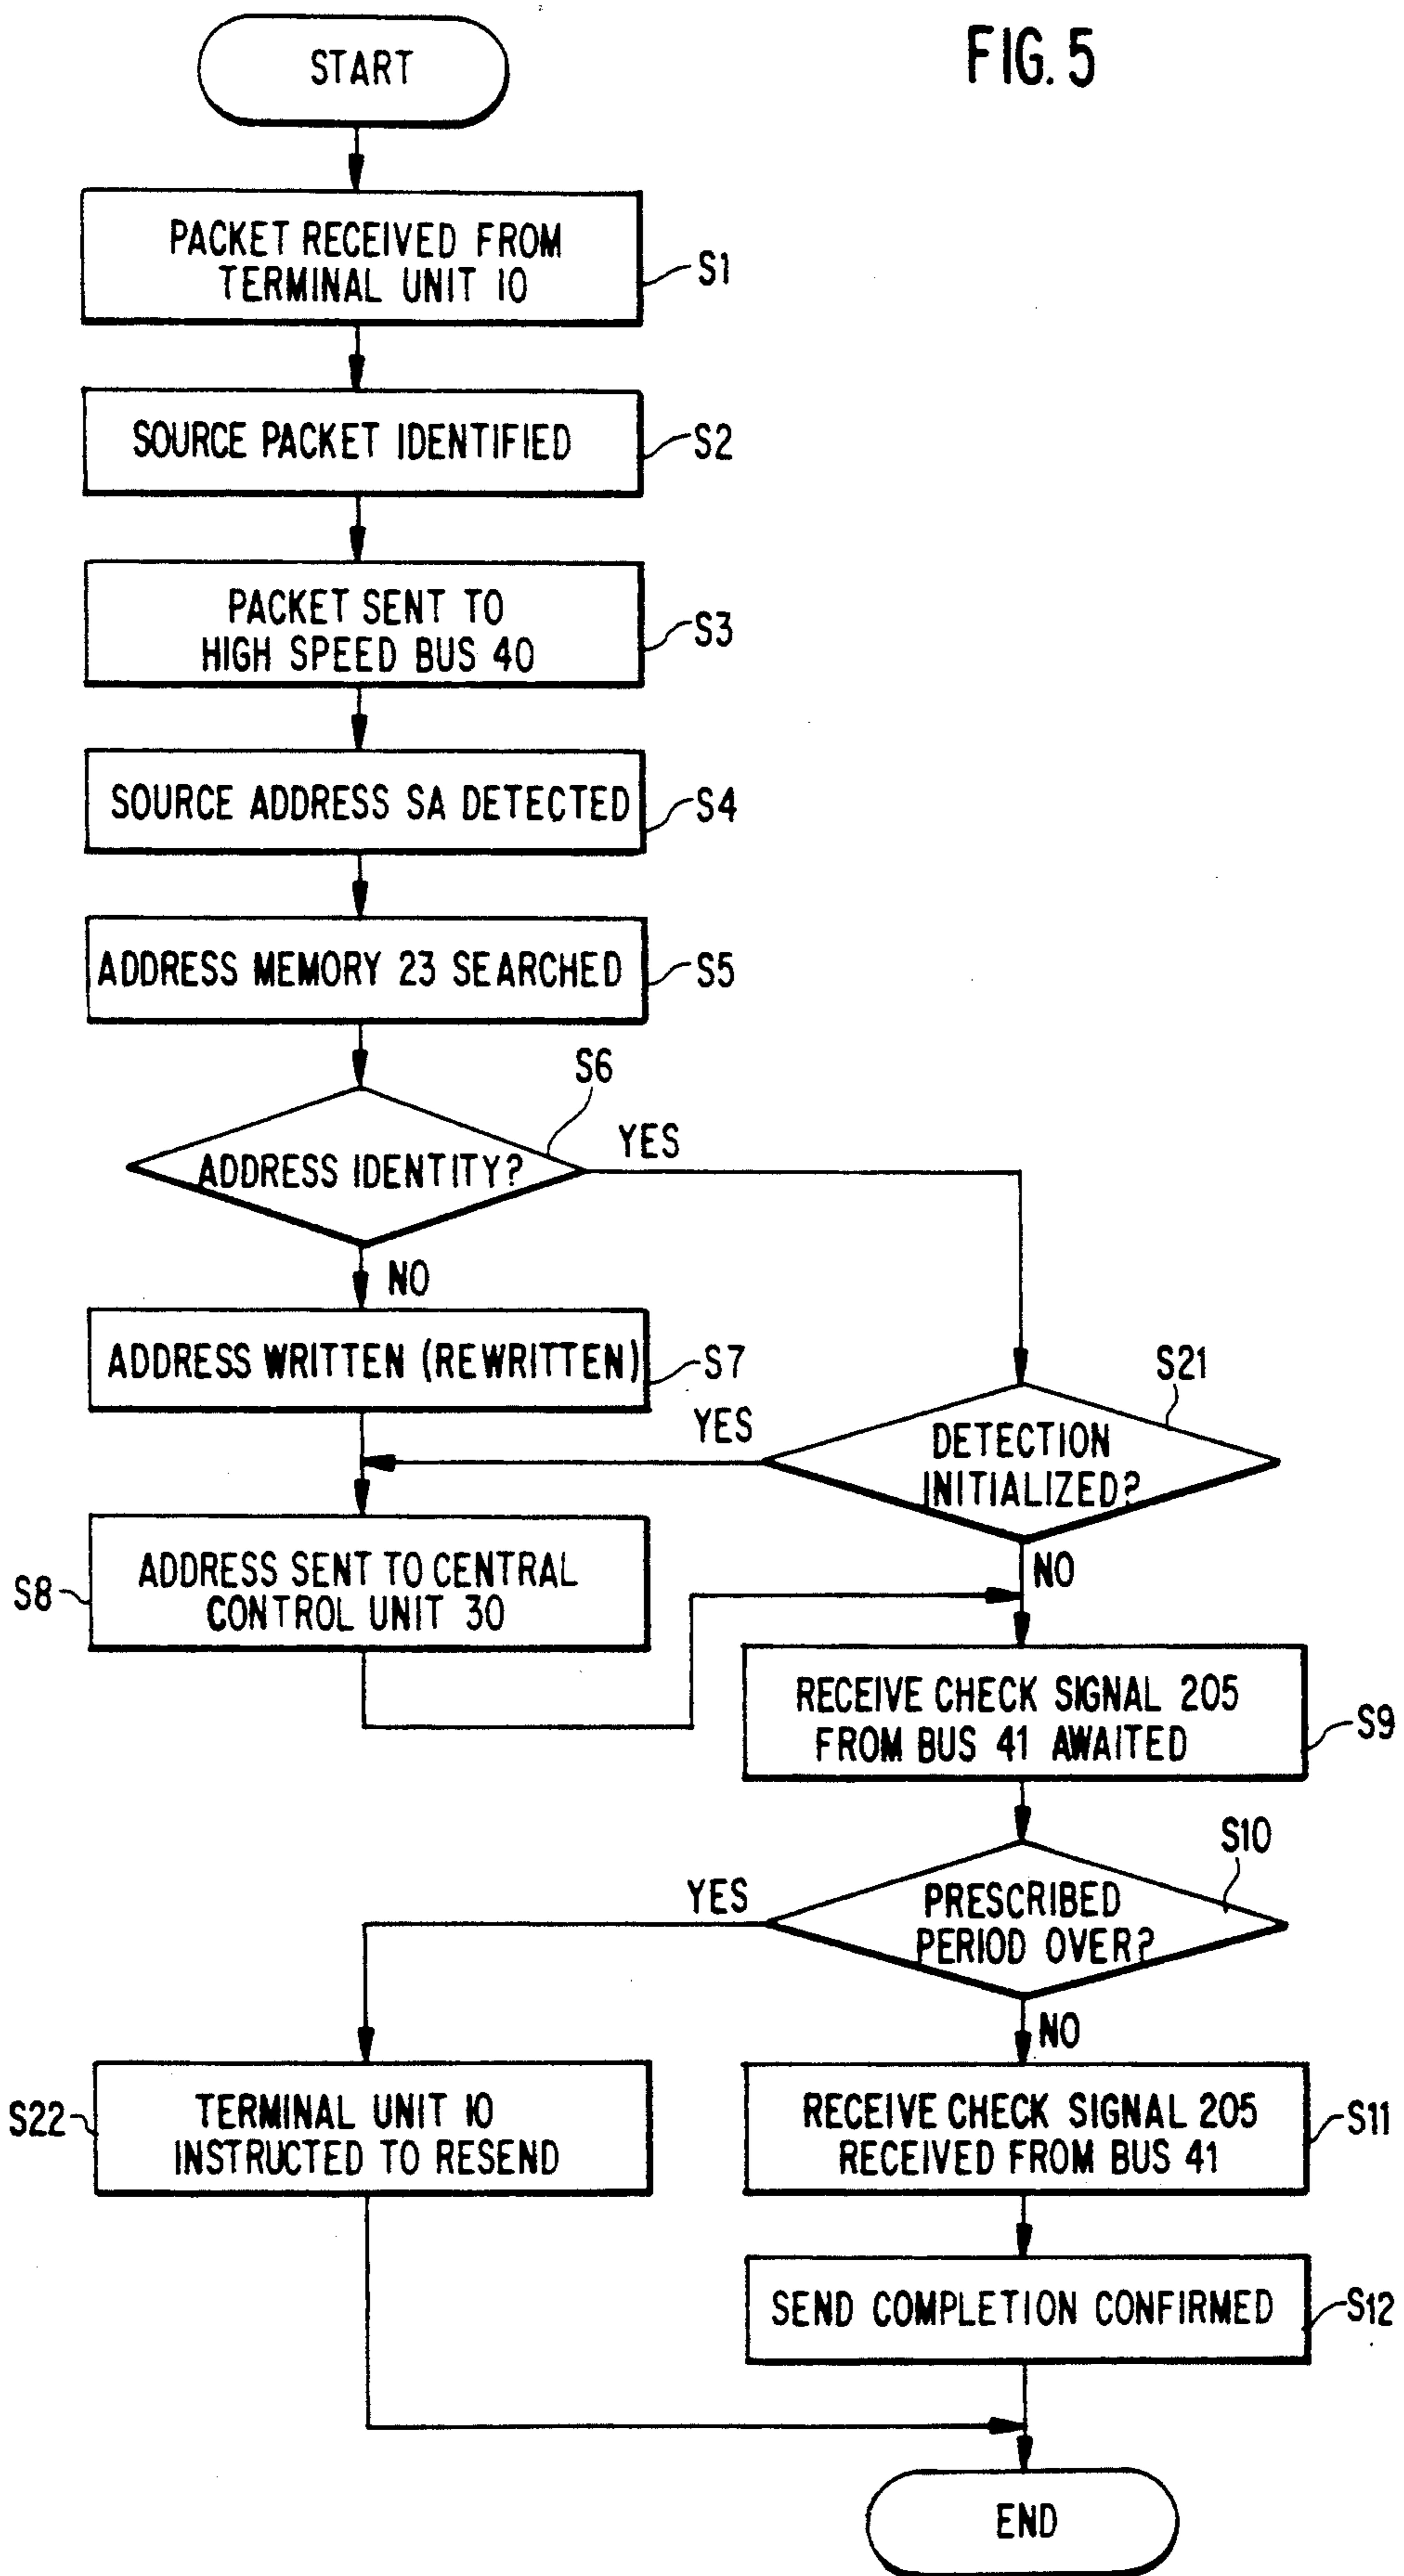 FIG. 5
START
PACKET RECEIVED FROM
TERMINAL UNIT 10
S1
SOURCE PACKET IDENTIFIED
S2
PACKET SENT TO
HIGH SPEED BUS 40
S3
SOURCE ADDRESS SA DETECTED
S4
ADDRESS MEMORY 23 SEARCHED
S5
S6
ADDRESS IDENTITY?
YES
NO
ADDRESS WRITTEN (REWRITTEN)
S7
S21
YES
DETECTION
INITIALIZED?
NO
S8
ADDRESS SENT TO CENTRAL
CONTROL UNIT 30
RECEIVE CHECK SIGNAL 205
FROM BUS 41 AWAITED
S9
S10
YES
PRESCRIBED
PERIOD OVER?
NO
S22
TERMINAL UNIT 10
INSTRUCTED TO RESEND
RECEIVE CHECK SIGNAL 205
RECEIVED FROM BUS 41
S11
SEND COMPLETION CONFIRMED
S12
END